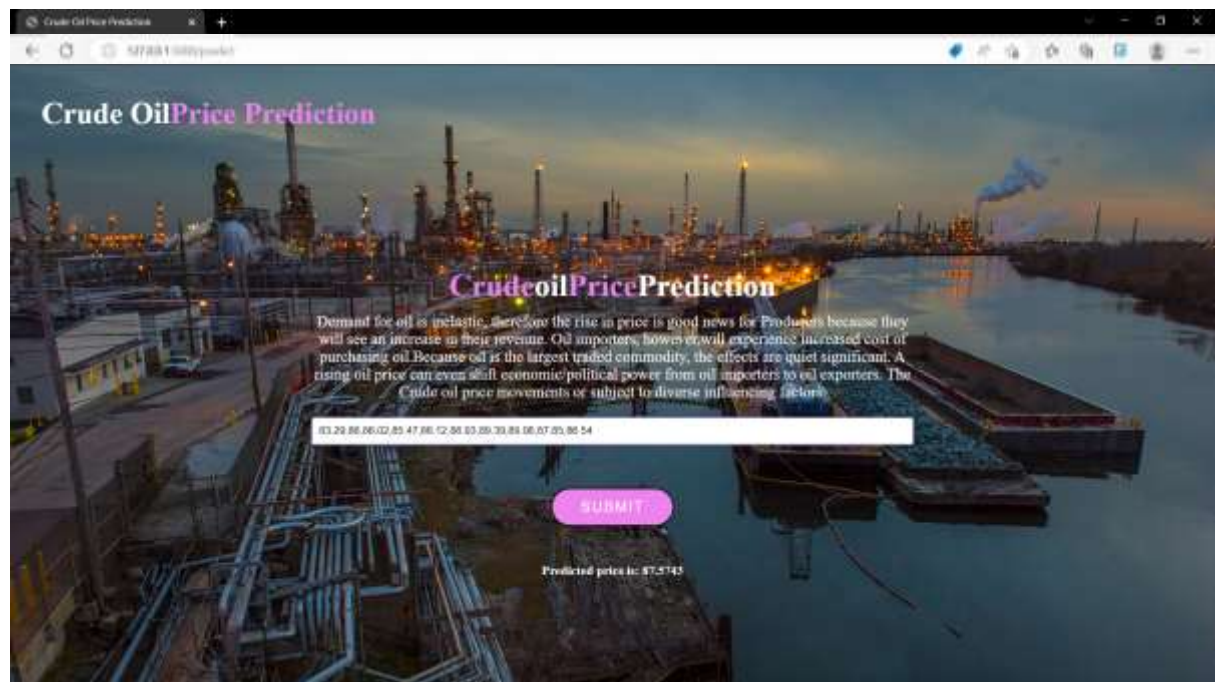 Crude Oil Price Prediction
Crude OilPrice Prediction
CrudeoilPricePrediction
Demand for oil is inelastic, therefore the rise in price is good news for Producers because they
will see an increase in their revenue. Oil importers, however,will experience increased cost of
purchasing oil.Because oil is the largest traded commodity, the effects are quiet significant. A
rising oil price can even shift economic/political power from oil importers to oil exporters. The
Crude oil price movements or subject to diverse influencing factors
SUBMIT
Predicted price is: 87.5743